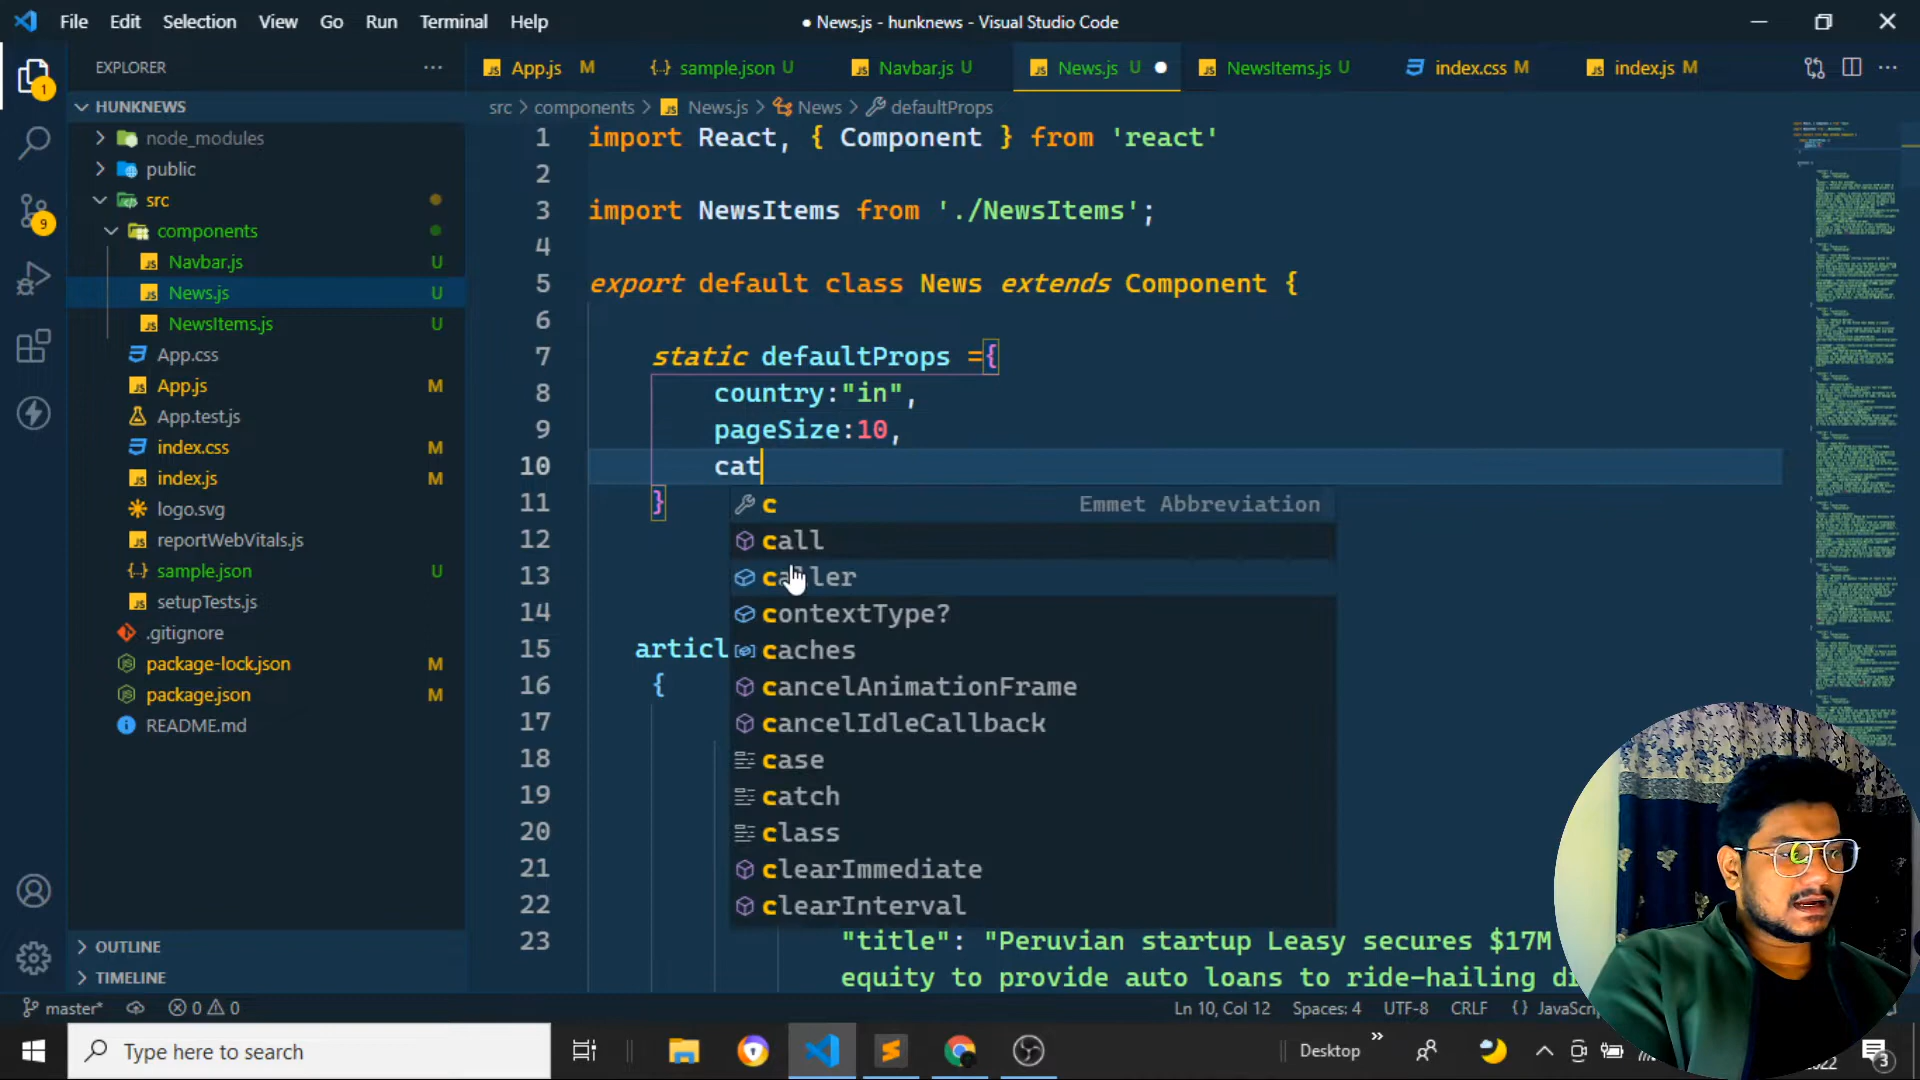 File Edit Selection View Go Run Terminal Help
● News.js - hunknews - Visual Studio Code
EXPLORER
App.js M
sample.json U
Navbar.js U
News.js U
NewsItems.js U
index.css M
index.js M
HUNKNEWS
node_modules
public
src
components
Navbar.js U
News.js U
NewsItems.js U
App.css
App.js M
App.test.js
index.css M
index.js M
logo.svg
reportWebVitals.js
sample.json U
setupTests.js
.gitignore
package-lock.json M
package.json M
README.md
OUTLINE
TIMELINE
1
9
src > components > News.js > News > defaultProps
1 import React, { Component } from 'react'
2
3 import NewsItems from './NewsItems';
4
5 export default class News extends Component {
6
7 static defaultProps ={
8 country:"in",
9 pageSize:10,
10 cat
11 }
12
13
14
15 articl
16 {
17
18
19
20
21
22
23 "title": "Peruvian startup Leasy secures $17M
equity to provide auto loans to ride-hailing di
c Emmet Abbreviation
call
caller
contextType?
caches
cancelAnimationFrame
cancelIdleCallback
case
catch
class
clearImmediate
clearInterval
master* 0 0
Ln 10, Col 12 Spaces: 4 UTF-8 CRLF {} JavaSc
Type here to search
Desktop
2022
3